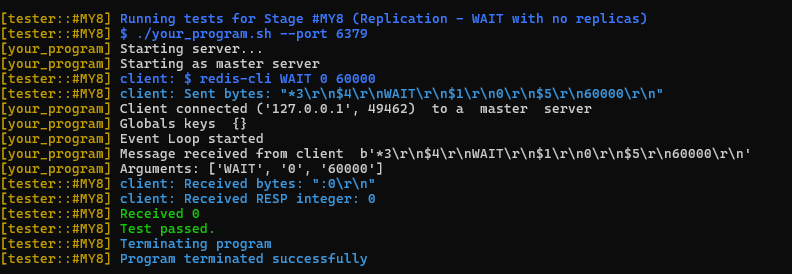 [tester::#MY8] Running tests for Stage #MY8 (Replication - WAIT with no replicas)
[tester::#MY8] $ ./your_program.sh --port 6379
[your_program] Starting server...
[your_program] Starting as master server
[tester::#MY8] client: $ redis-cli WAIT 0 60000
[tester::#MY8] client: Sent bytes: "*3\r\n$4\r\nWAIT\r\n$1\r\n0\r\n$5\r\n60000\r\n"
[your_program] Client connected ('127.0.0.1', 49462)  to a  master  server
[your_program] Globals keys  {}
[your_program] Event Loop started
[your_program] Message received from client  b'*3\r\n$4\r\nWAIT\r\n$1\r\n0\r\n$5\r\n60000\r\n'
[your_program] Arguments: ['WAIT', '0', '60000']
[tester::#MY8] client: Received bytes: ":0\r\n"
[tester::#MY8] client: Received RESP integer: 0
[tester::#MY8] Received 0
[tester::#MY8] Test passed.
[tester::#MY8] Terminating program
[tester::#MY8] Program terminated successfully